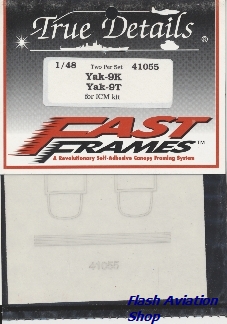 True Details
®
1/48 Two Per Set 41055
Yak-9K
Yak-9T
for ICM kit
FAST
FRAMES™
A Revolutionary Self-Adhesive Canopy Framing System
41055
Flash Aviation
Shop